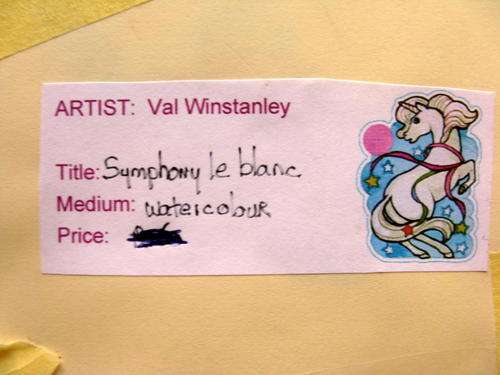 ARTIST: Val Winstanley
Title: Symphony le blanc
Medium: watercolour
Price: